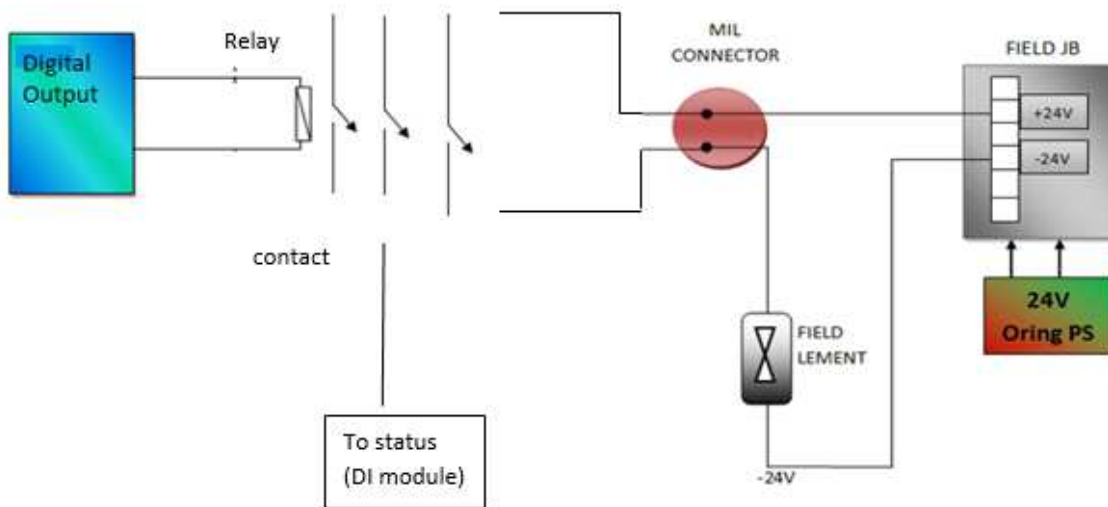 Digital
Output
Relay
contact
To status
(DI module)
MIL
CONNECTOR
FIELD
LEMENT
-24V
FIELD JB
+24V
-24V
24V
Oring PS